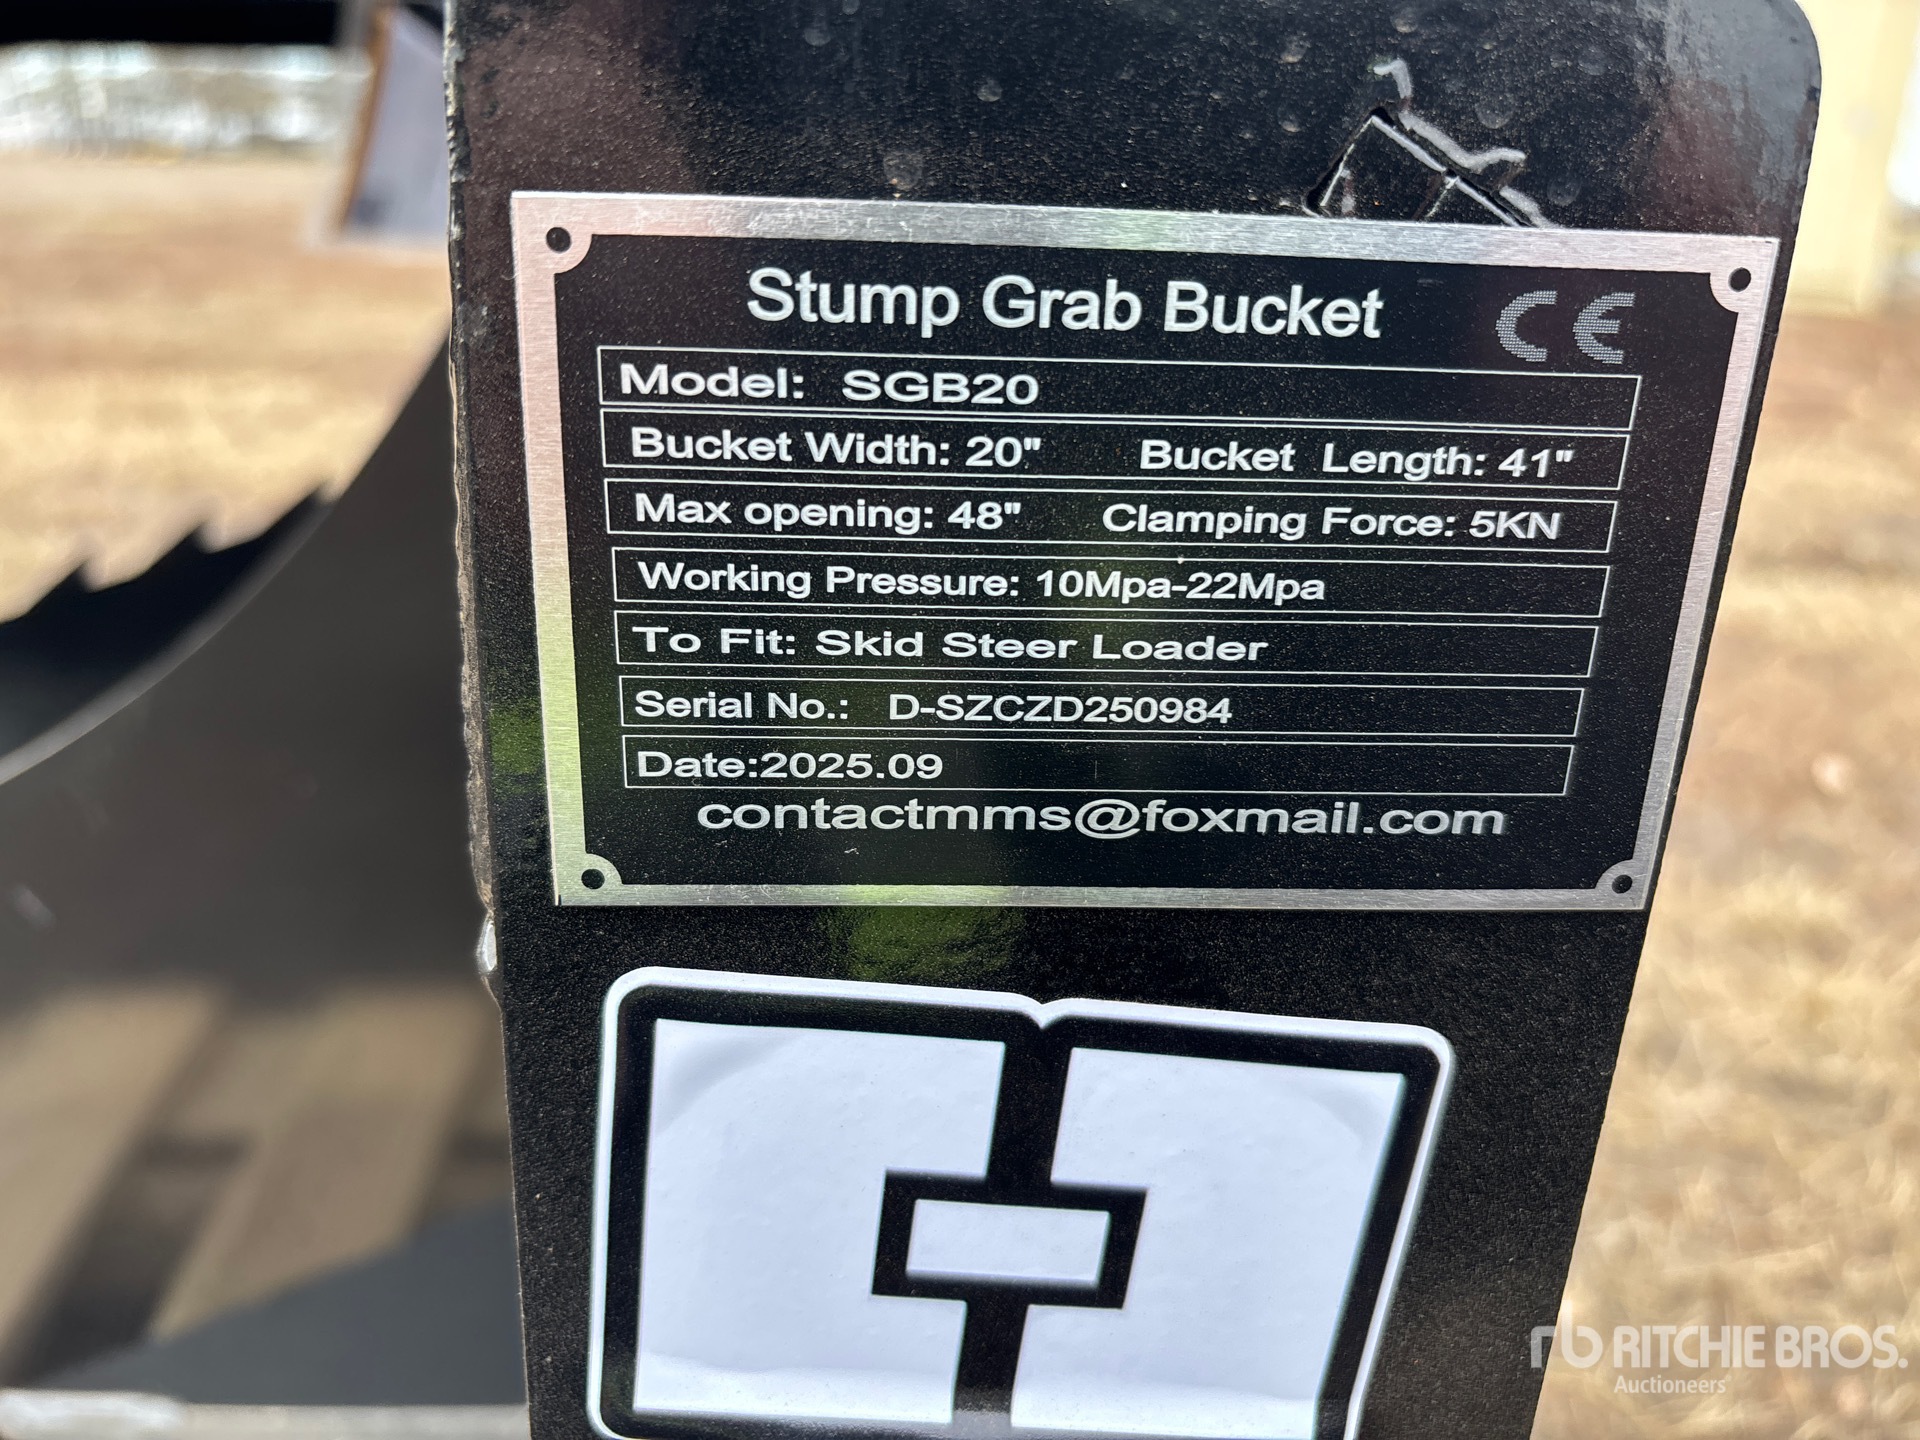 Stump Grab Bucket CE
Model: SGB20
Bucket Width: 20" Bucket Length: 41"
Max opening: 48" Clamping Force: 5KN
Working Pressure: 10Mpa-22Mpa
To Fit: Skid Steer Loader
Serial No.: D-SZCZD250984
Date:2025.09
contactmms@foxmail.com
rb RITCHIE BROS.
Auctioneers